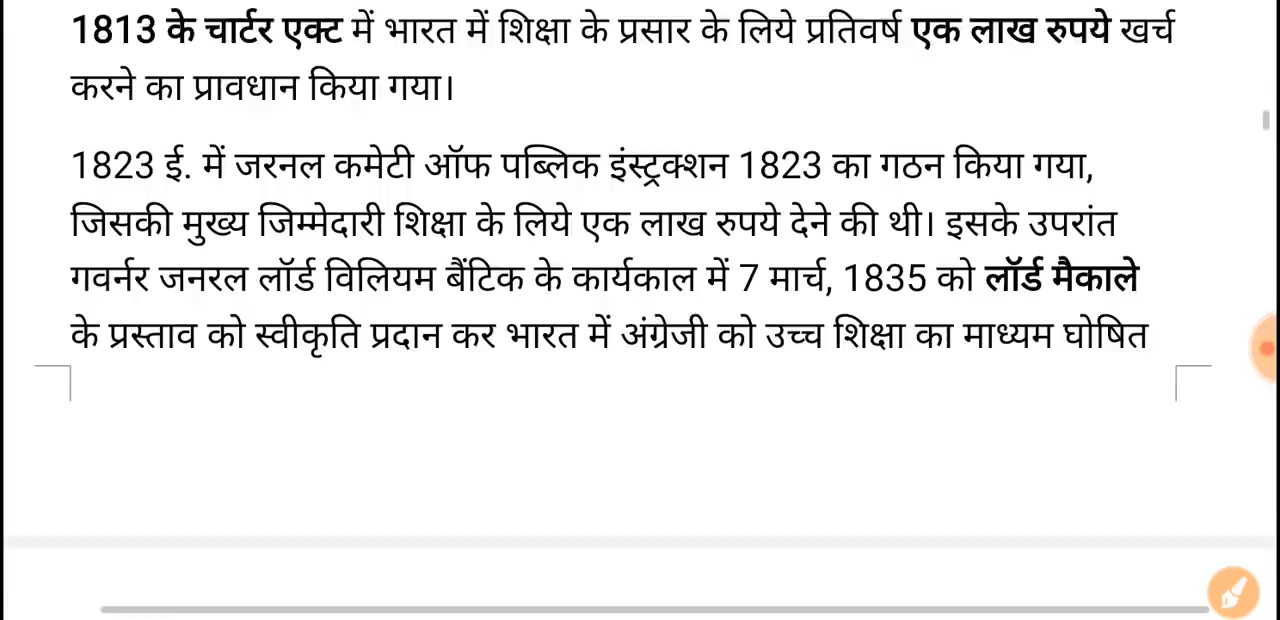 1813 के चार्टर एक्ट में भारत में शिक्षा के प्रसार के लिये प्रतिवर्ष एक लाख रुपये खर्च
करने का प्रावधान किया गया।
1823 ई. में जरनल कमेटी ऑफ पब्लिक इंस्ट्रक्शन 1823 का गठन किया गया,
जिसकी मुख्य जिम्मेदारी शिक्षा के लिये एक लाख रुपये देने की थी। इसके उपरांत
गवर्नर जनरल लॉर्ड विलियम बैंटिक के कार्यकाल में 7 मार्च, 1835 को लॉर्ड मैकाले
के प्रस्ताव को स्वीकृति प्रदान कर भारत में अंग्रेजी को उच्च शिक्षा का माध्यम घोषित